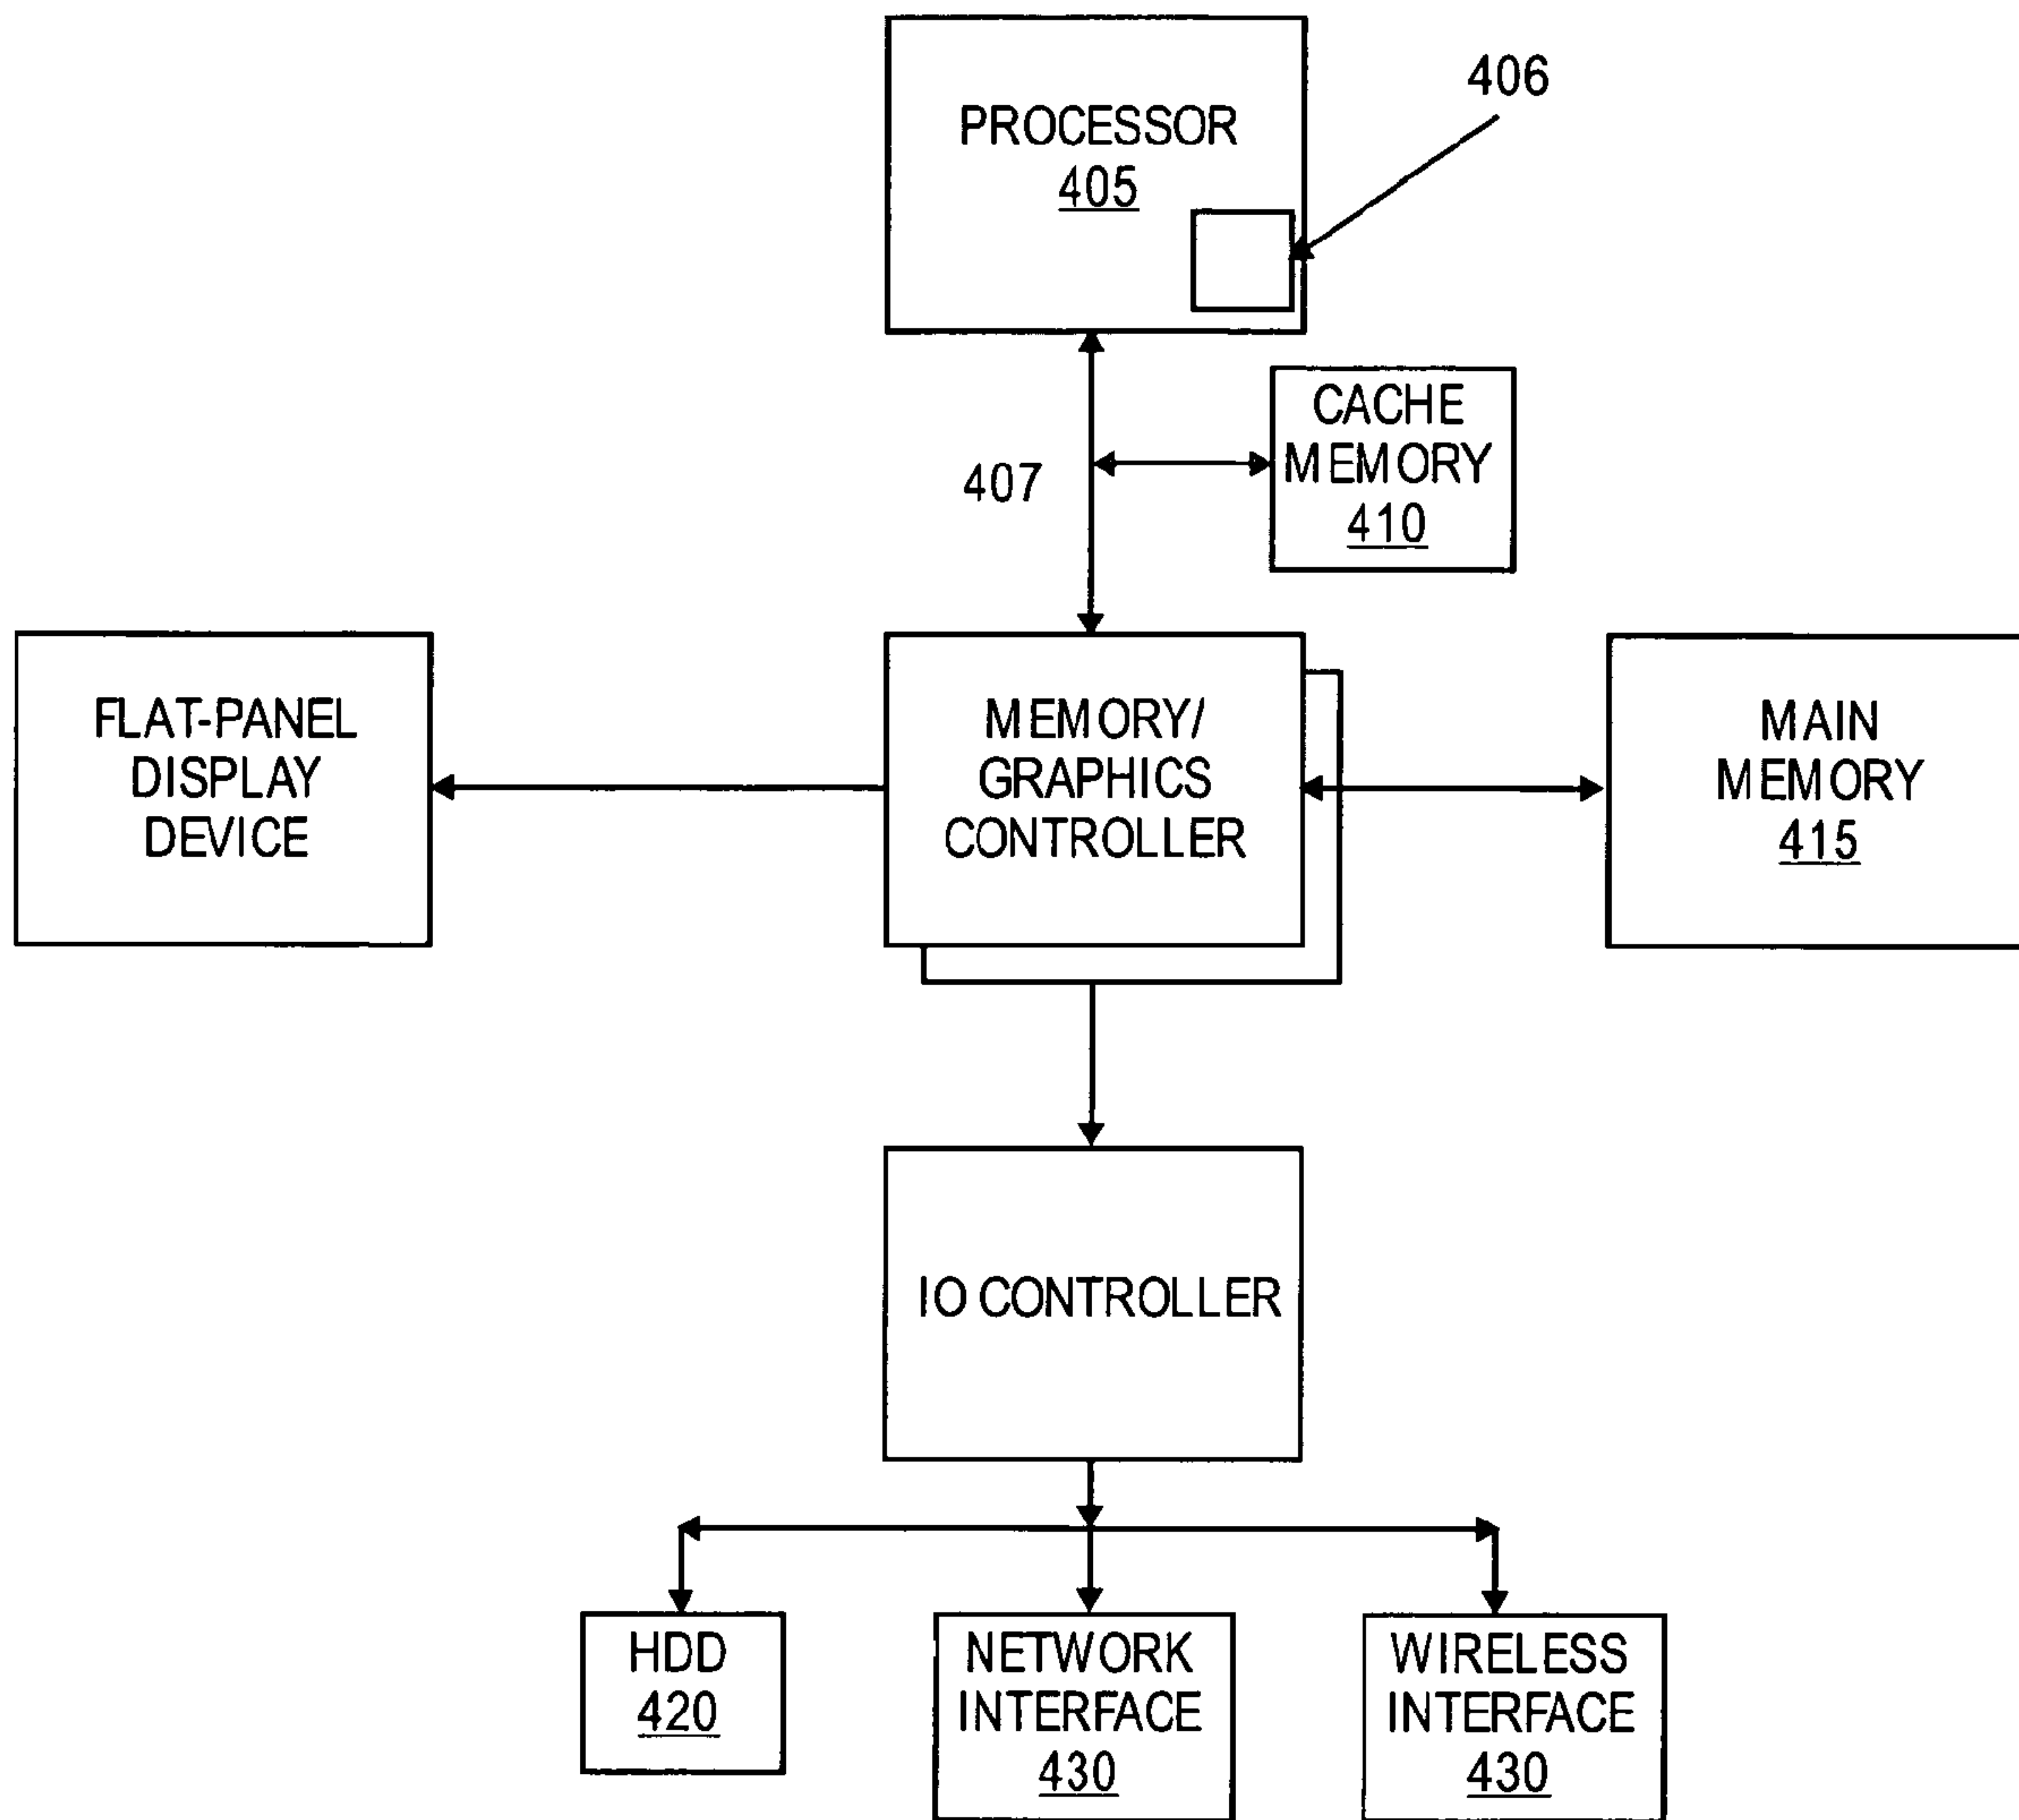 PROCESSOR
405
406
CACHE
MEMORY
410
407
FLAT-PANEL
DISPLAY
DEVICE
MEMORY/
GRAPHICS
CONTROLLER
MAIN
MEMORY
415
IO CONTROLLER
HDD
420
NETWORK
INTERFACE
430
WIRELESS
INTERFACE
430